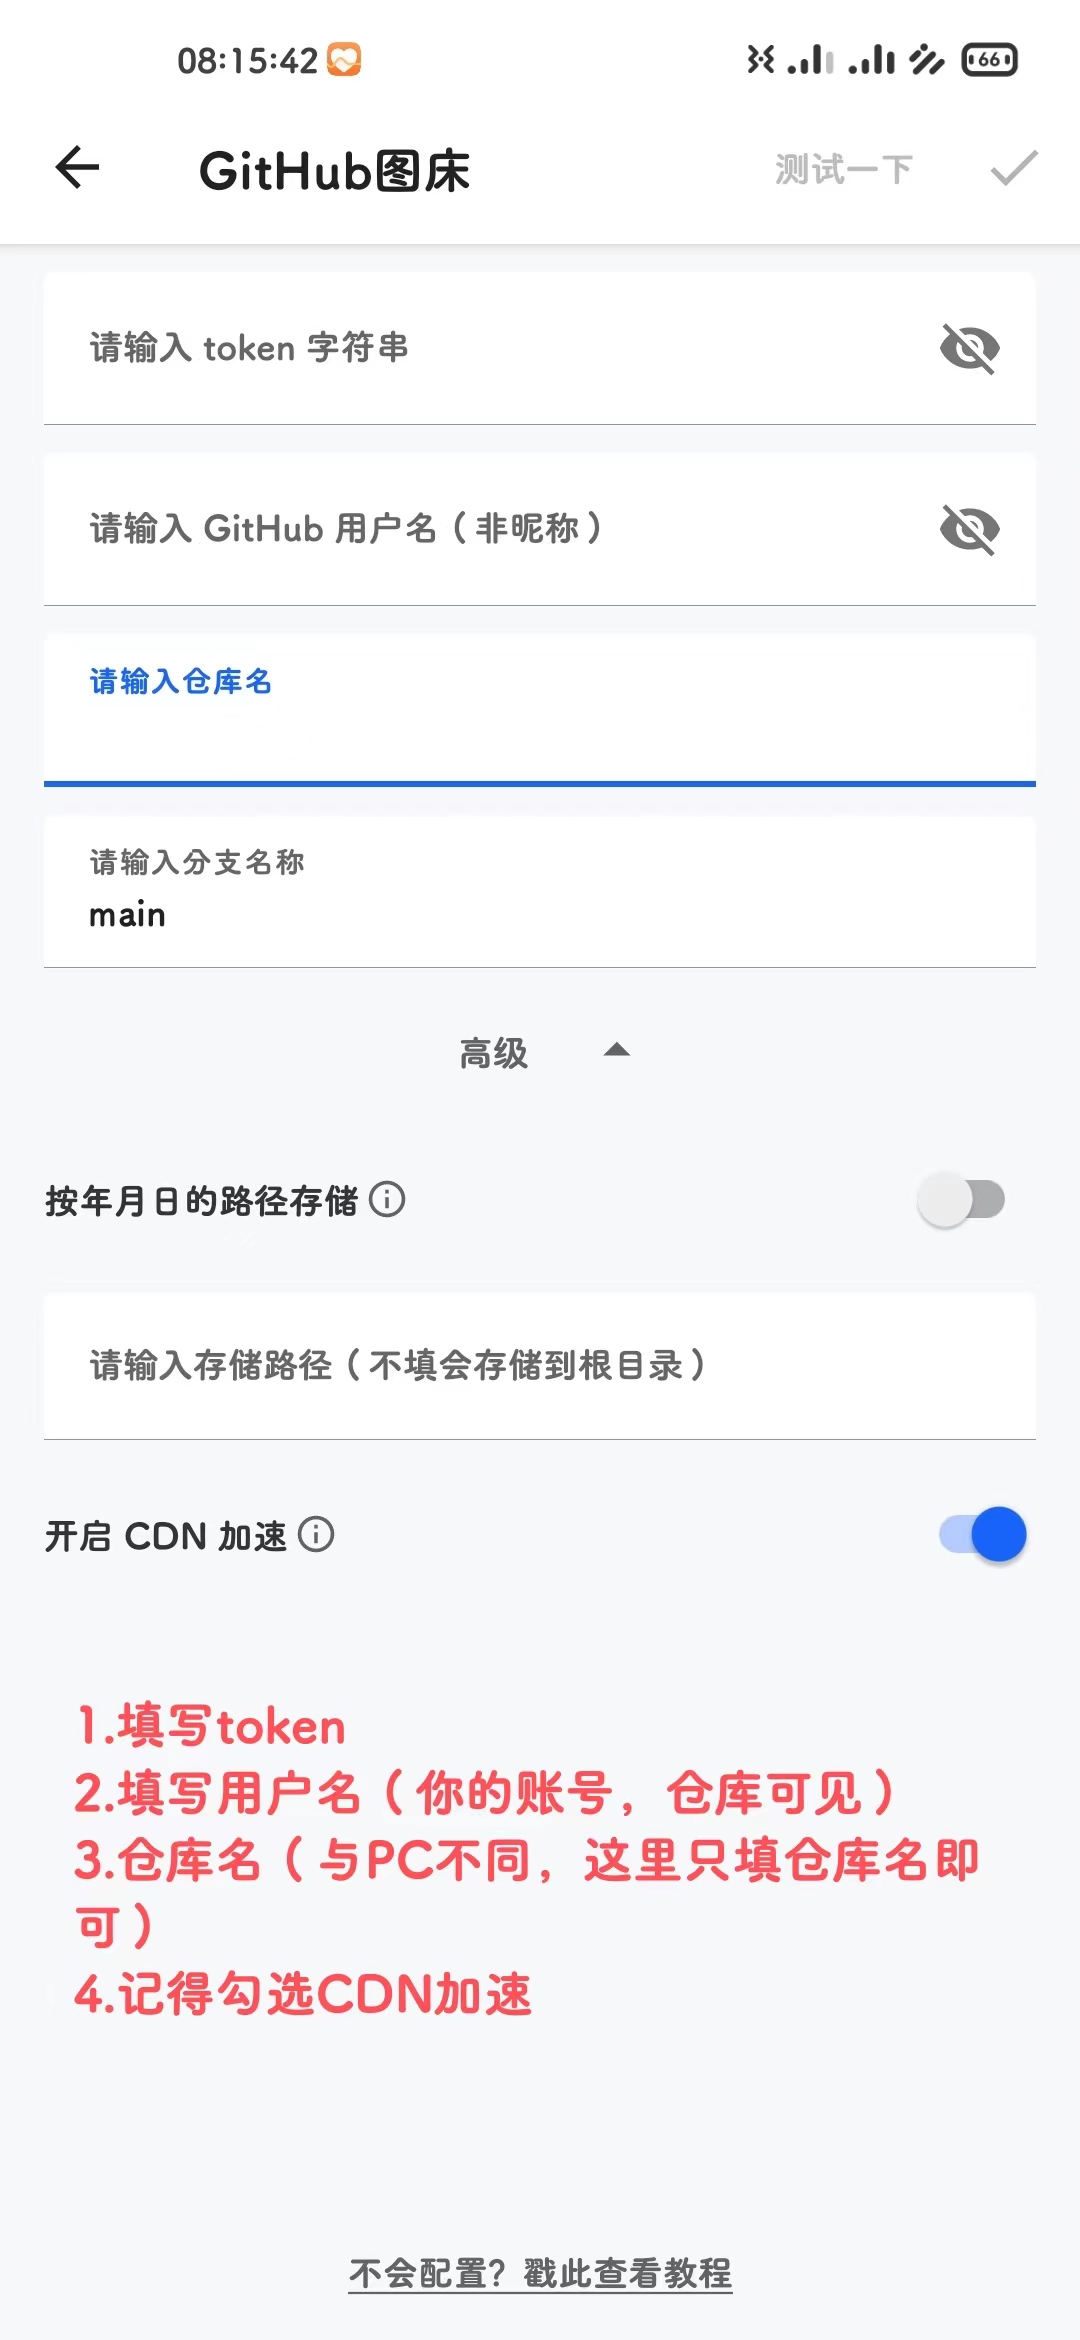 08:15:42
66
GitHub图床
测试一下
请输入 token 字符串
请输入 GitHub 用户名（非昵称）
请输入仓库名
请输入分支名称
main
高级
按年月日的路径存储
请输入存储路径（不填会存储到根目录）
开启 CDN 加速
1.填写token
2.填写用户名（你的账号，仓库可见）
3.仓库名（与PC不同，这里只填仓库名即
可）
4.记得勾选CDN加速
不会配置？戳此查看教程